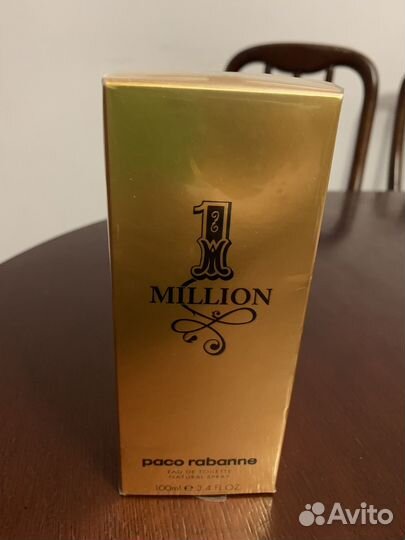 1
MILLION
paco rabanne
EAU DE TOILETTE
NATURAL SPRAY
100ml ℮ 3.4 FL.OZ.
Avito